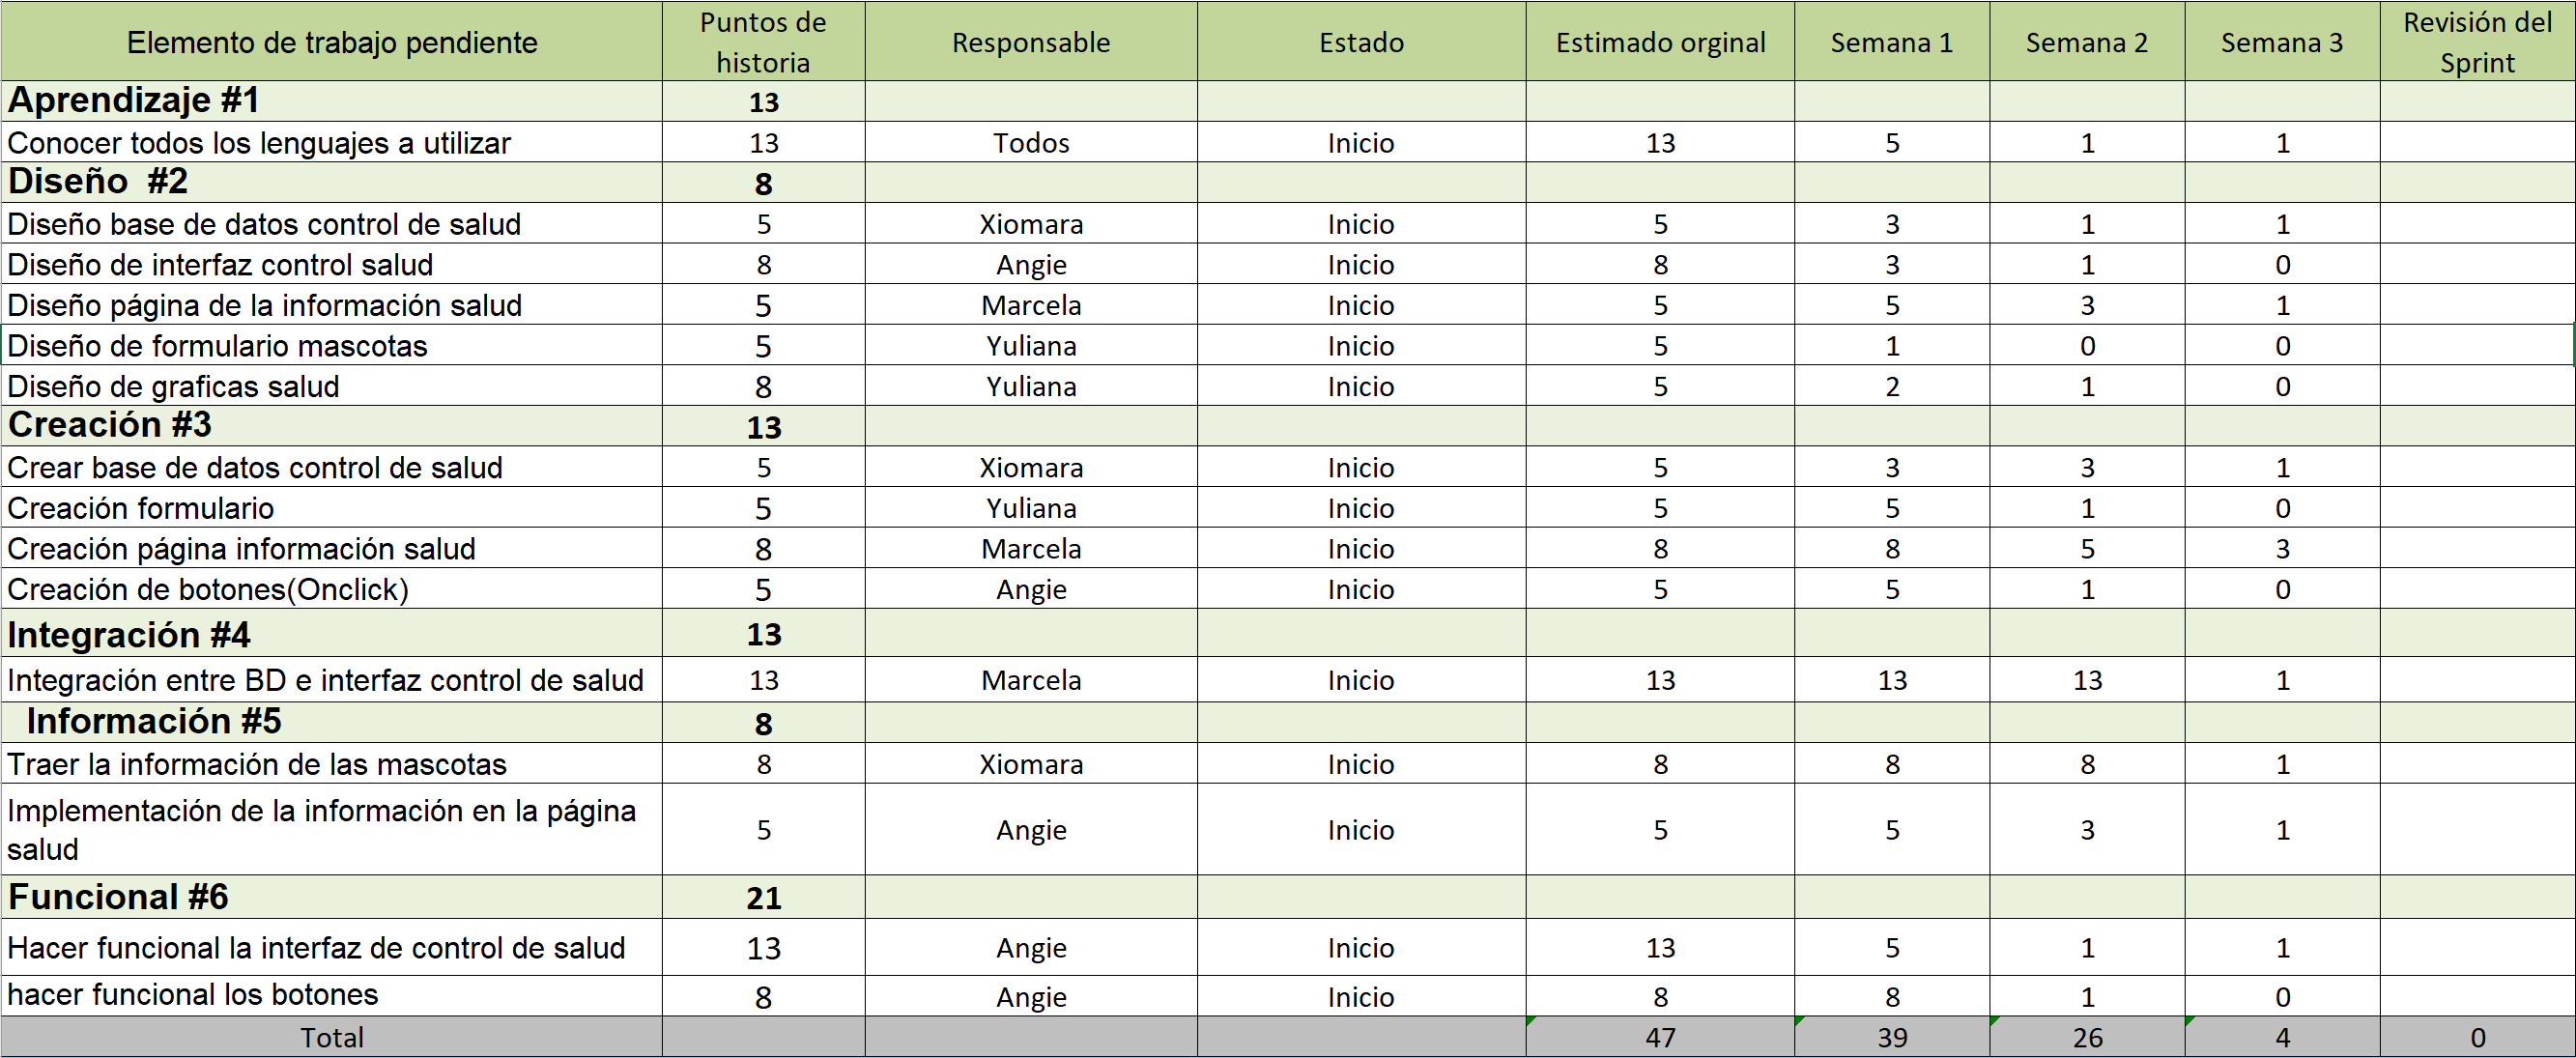 Elemento de trabajo pendiente Puntos de historia Responsable Estado Estimado orginal Semana 1 Semana 2 Semana 3 Revisión del Sprint
Aprendizaje #1 13
Conocer todos los lenguajes a utilizar 13 Todos Inicio 13 5 1 1
Diseño #2 8
Diseño base de datos control de salud 5 Xiomara Inicio 5 3 1 1
Diseño de interfaz control salud 8 Angie Inicio 8 3 1 0
Diseño página de la información salud 5 Marcela Inicio 5 5 3 1
Diseño de formulario mascotas 5 Yuliana Inicio 5 1 0 0
Diseño de graficas salud 8 Yuliana Inicio 5 2 1 0
Creación #3 13
Crear base de datos control de salud 5 Xiomara Inicio 5 3 3 1
Creación formulario 5 Yuliana Inicio 5 5 1 0
Creación página información salud 8 Marcela Inicio 8 8 5 3
Creación de botones(Onclick) 5 Angie Inicio 5 5 1 0
Integración #4 13
Integración entre BD e interfaz control de salud 13 Marcela Inicio 13 13 13 1
Información #5 8
Traer la información de las mascotas 8 Xiomara Inicio 8 8 8 1
Implementación de la información en la página salud 5 Angie Inicio 5 5 3 1
Funcional #6 21
Hacer funcional la interfaz de control de salud 13 Angie Inicio 13 5 1 1
hacer funcional los botones 8 Angie Inicio 8 8 1 0
Total 47 39 26 4 0